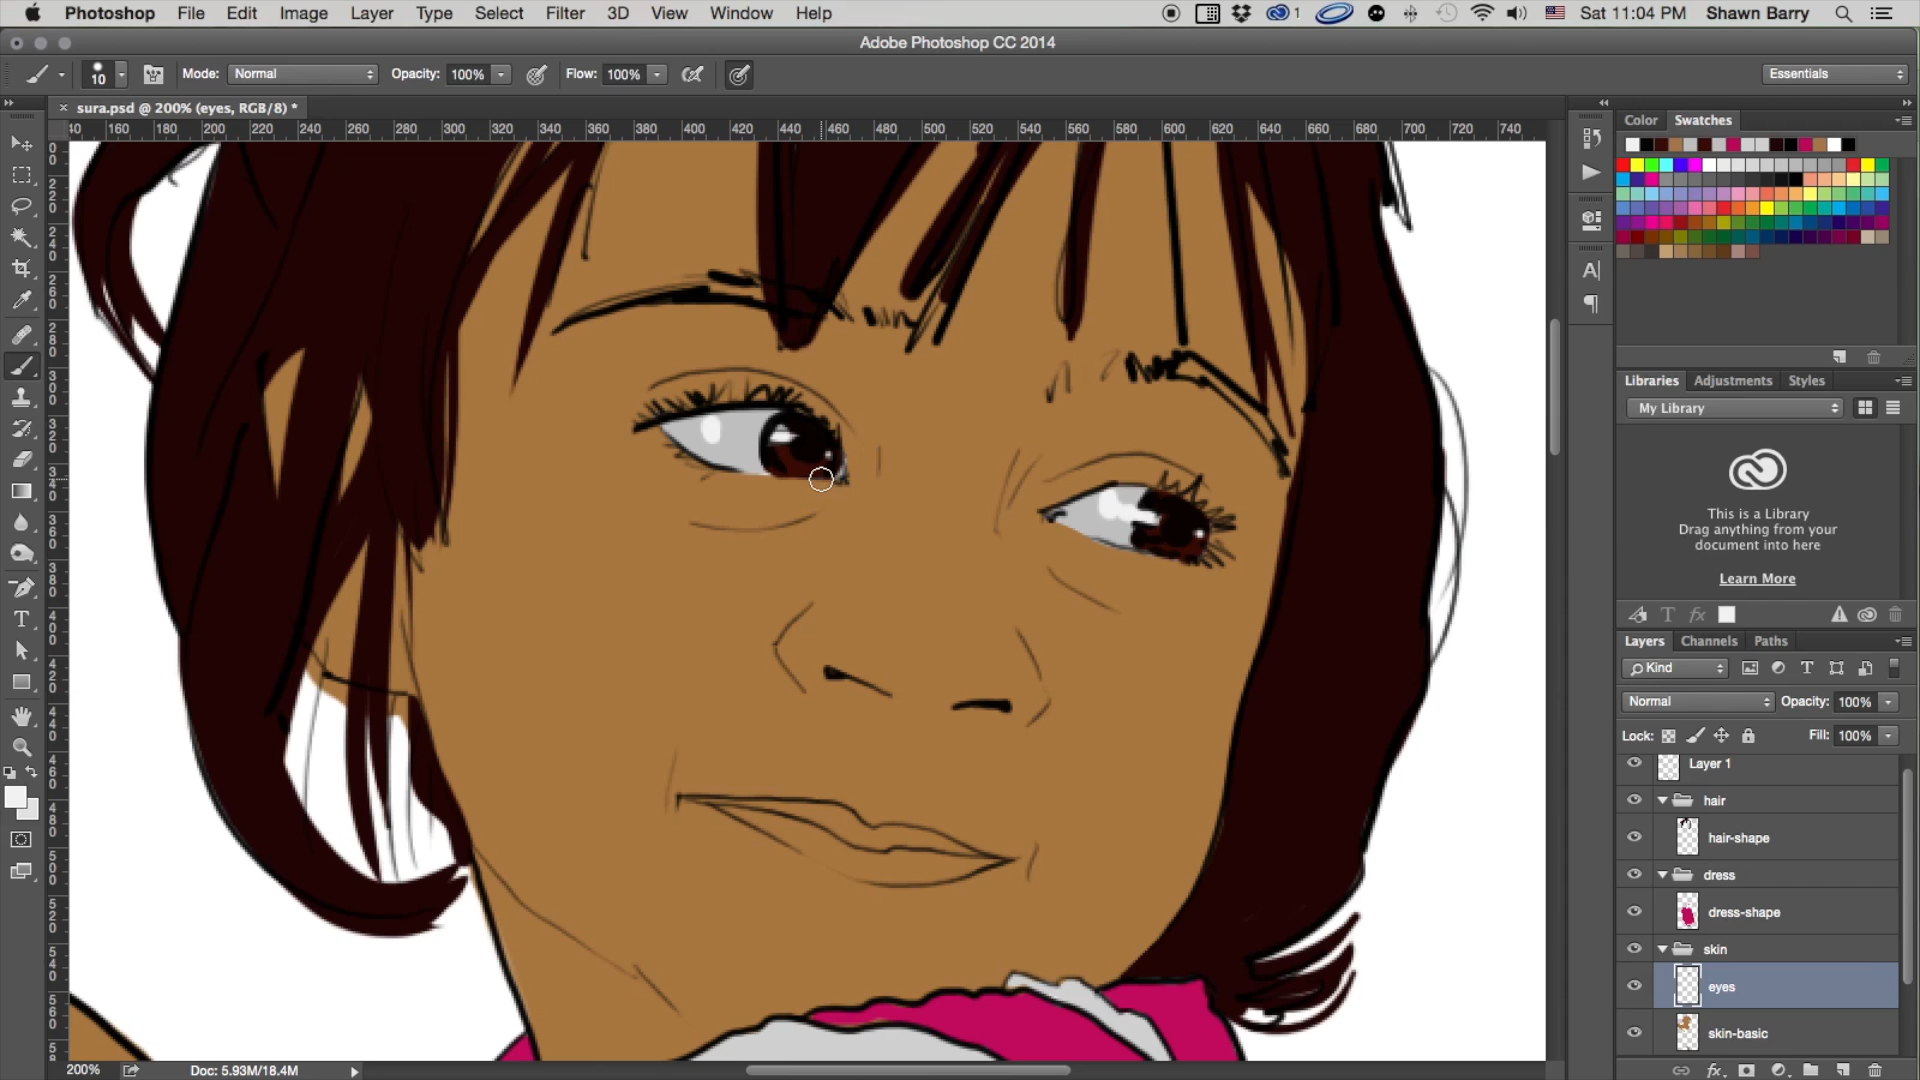 Photoshop File Edit Image Layer Type Select Filter 3D View Window Help 1 Sat 11:04 PM Shawn Barry
Adobe Photoshop CC 2014
10 Mode: Normal Opacity: 100% Flow: 100% Essentials
× sura.psd @ 200% (eyes, RGB/8) *
40 160 180 200 220 240 260 280 300 320 340 360 380 400 420 440 460 480 500 520 540 560 580 600 620 640 660 680 700 720 740
Color Swatches
Libraries Adjustments Styles
My Library
This is a Library
Drag anything from your
document into here
Learn More
Layers Channels Paths
Kind
Normal Opacity: 100%
Lock: Fill: 100%
Layer 1
hair
hair-shape
dress
dress-shape
skin
eyes
skin-basic
200% Doc: 5.93M/18.4M